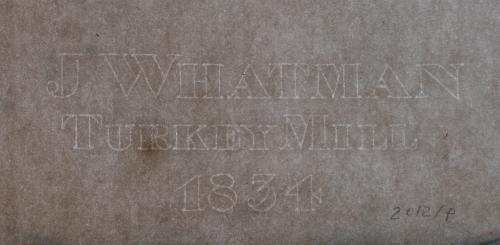 J WHATMAN
TURKEY MILL
1834
2012/P